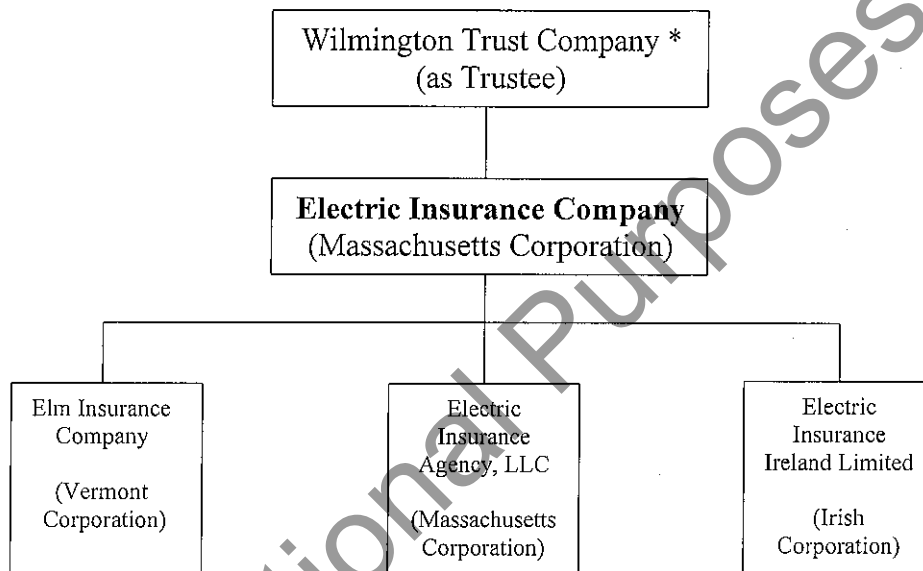 Wilmington Trust Company *
(as Trustee)
Electric Insurance Company
(Massachusetts Corporation)
Elm Insurance
Company
(Vermont
Corporation)
Electric
Insurance
Agency, LLC
(Massachusetts
Corporation)
Electric
Insurance
Ireland Limited
(Irish
Corporation)
tional Purposes